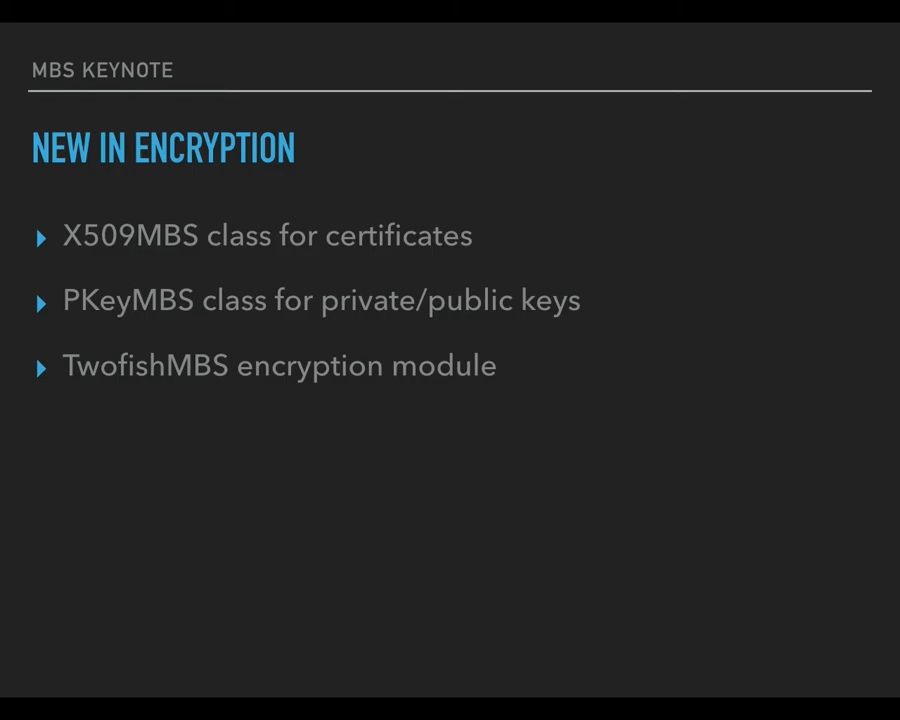 MBS KEYNOTE
NEW IN ENCRYPTION
▸ X509MBS class for certificates
▸ PKeyMBS class for private/public keys
▸ TwofishMBS encryption module